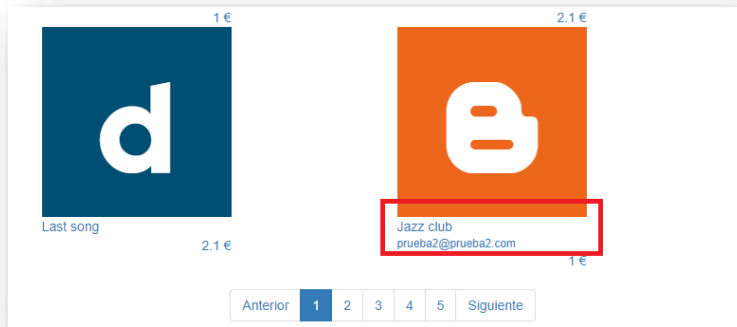 1 €
2.1 €
d
B
Last song
2.1 €
Jazz club
prueba2@prueba2.com
1 €
Anterior 1 2 3 4 5 Siguiente